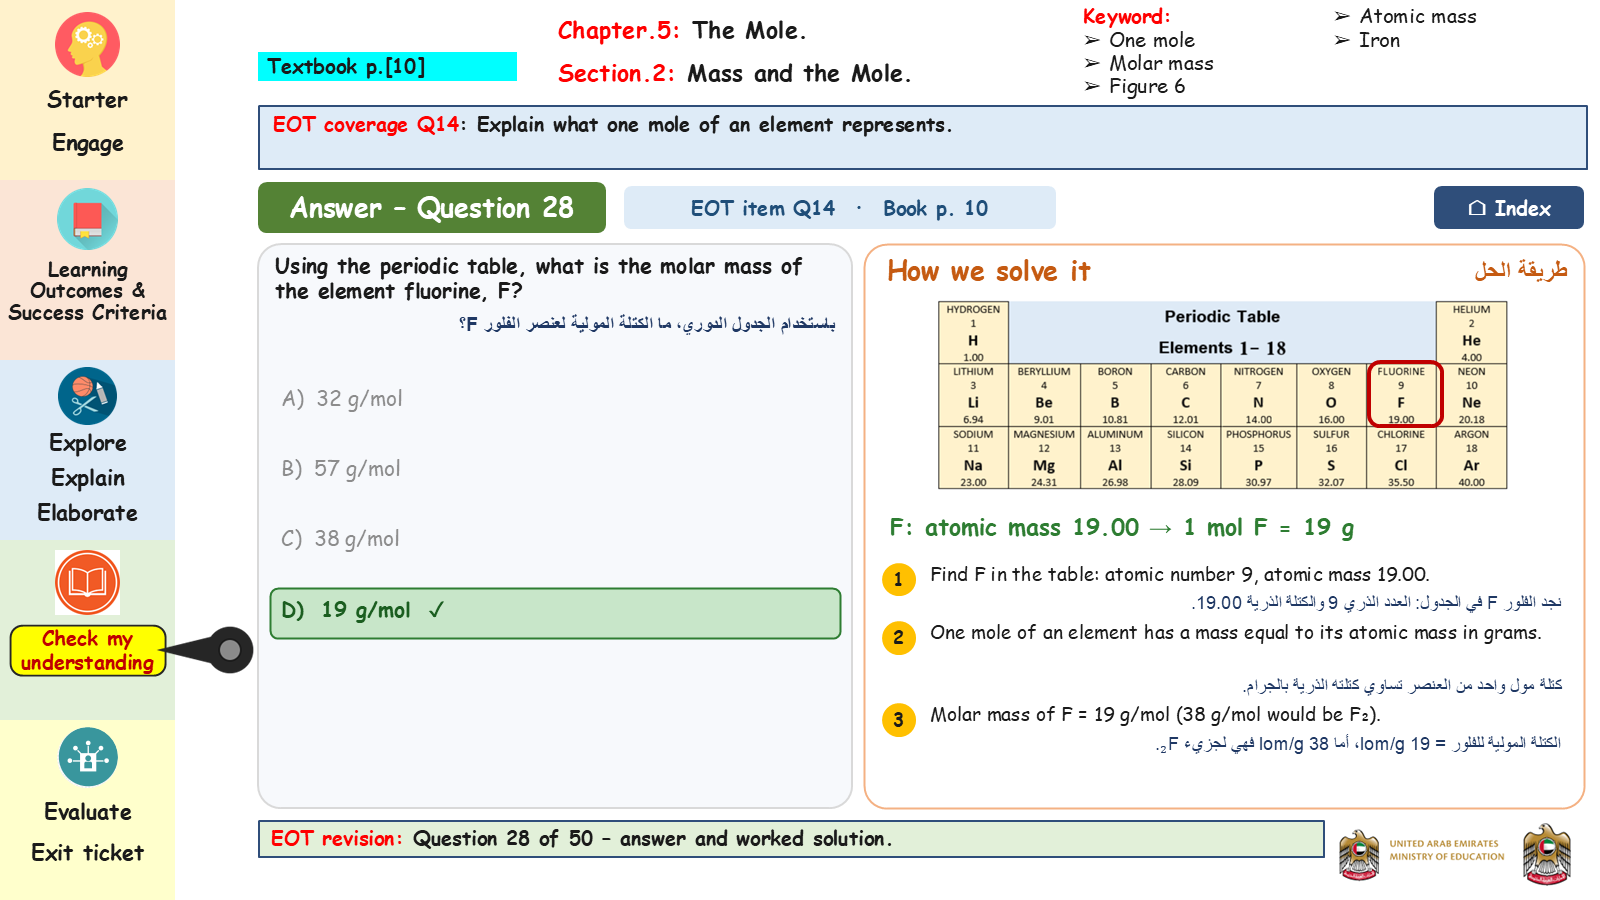 Starter
Engage
Learning
Outcomes &
Success Criteria
Explore
Explain
Elaborate
Check my
understanding
Evaluate
Exit ticket
Textbook p.[10]
Chapter.5: The Mole.
Section.2: Mass and the Mole.
Keyword:
➢ One mole
➢ Molar mass
➢ Figure 6
➢ Atomic mass
➢ Iron
EOT coverage Q14: Explain what one mole of an element represents.
Answer – Question 28
EOT item Q14 · Book p. 10
Index
Using the periodic table, what is the molar mass of
the element fluorine, F?
باستخدام الجدول الدوري، ما الكتلة المولية لعنصر الفلور F؟
A) 32 g/mol
B) 57 g/mol
C) 38 g/mol
D) 19 g/mol ✓
How we solve it
طريقة الحل
Periodic Table
Elements 1- 18
HYDROGEN HELIUM
1 2
H He
1.00 4.00
LITHIUM BERYLLIUM BORON CARBON NITROGEN OXYGEN FLUORINE NEON
3 4 5 6 7 8 9 10
Li Be B C N O F Ne
6.94 9.01 10.81 12.01 14.00 16.00 19.00 20.18
SODIUM MAGNESIUM ALUMINUM SILICON PHOSPHORUS SULFUR CHLORINE ARGON
11 12 13 14 15 16 17 18
Na Mg Al Si P S Cl Ar
23.00 24.31 26.98 28.09 30.97 32.07 35.50 40.00
F: atomic mass 19.00 → 1 mol F = 19 g
1 Find F in the table: atomic number 9, atomic mass 19.00.
نجد الفلور F في الجدول: العدد الذري 9 والكتلة الذرية 19.00.
2 One mole of an element has a mass equal to its atomic mass in grams.
كتلة مول واحد من العنصر تساوي كتلته الذرية بالجرام.
3 Molar mass of F = 19 g/mol (38 g/mol would be F₂).
الكتلة المولية للفلور = 19 g/mol، أما 38 g/mol فهي لجزيء F₂.
EOT revision: Question 28 of 50 – answer and worked solution.
UNITED ARAB EMIRATES
MINISTRY OF EDUCATION